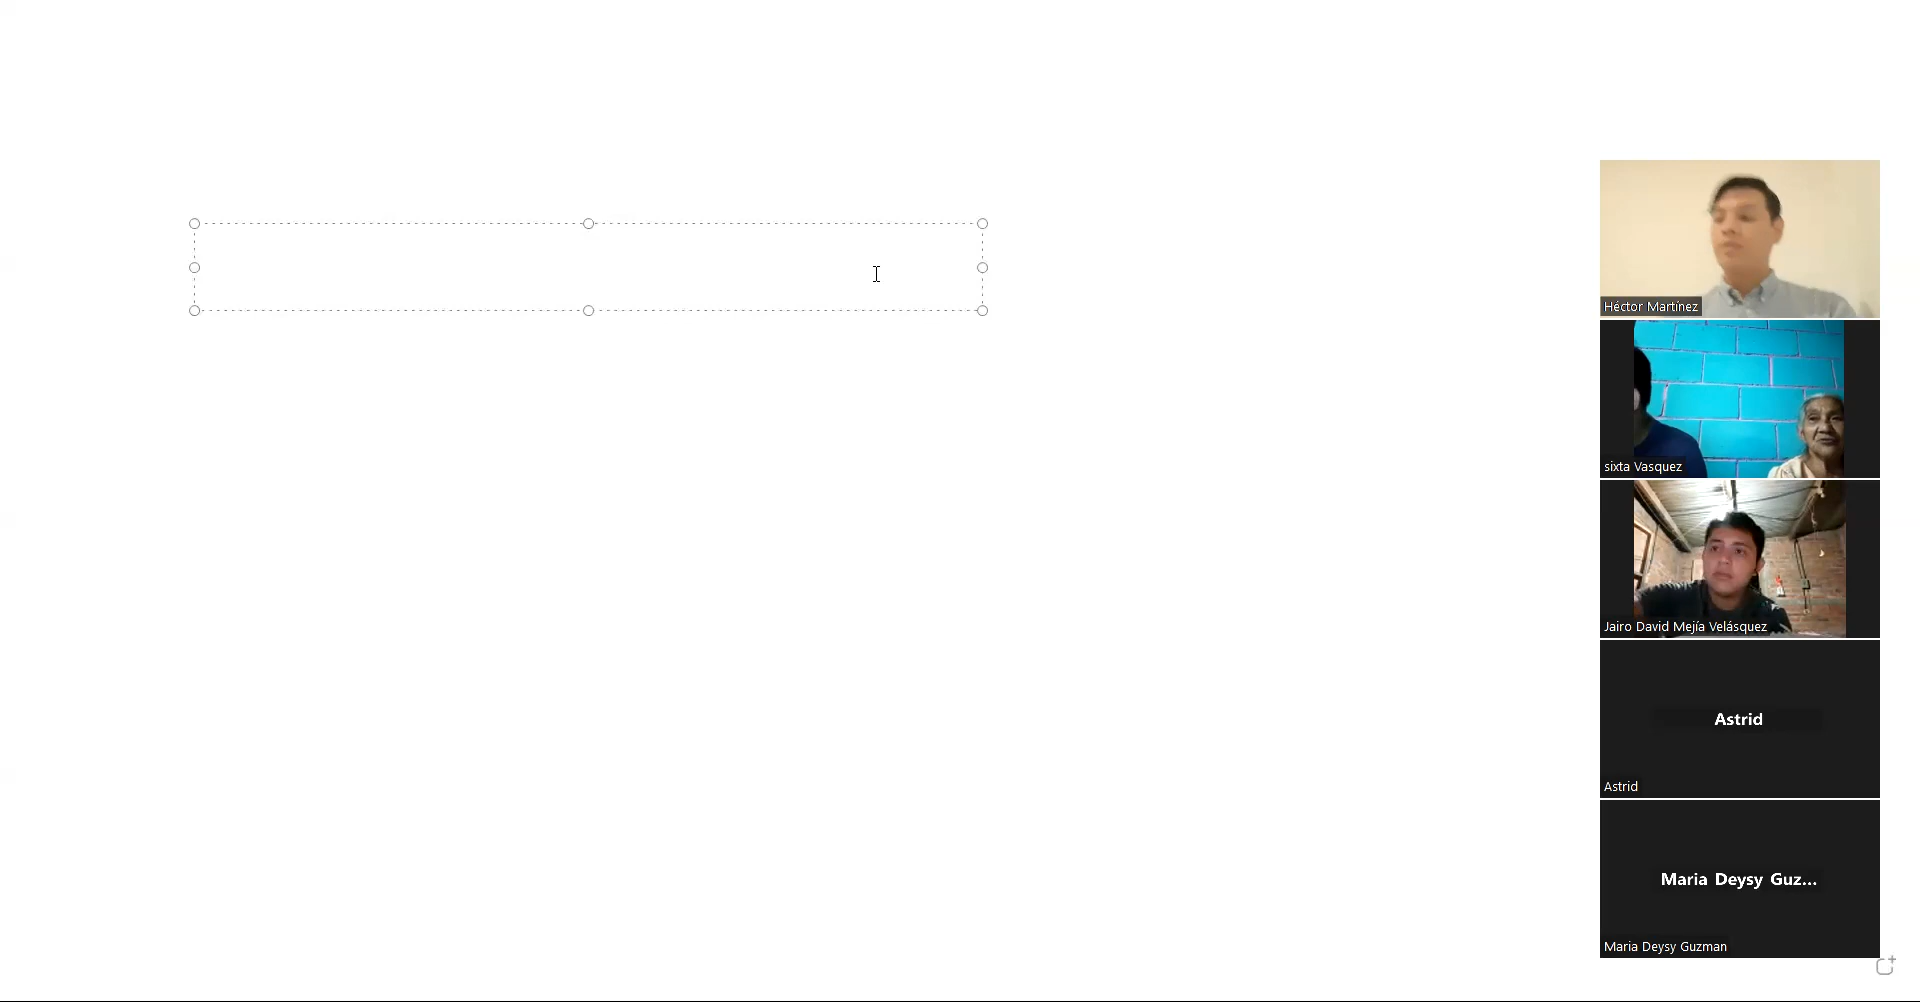 Héctor Martínez
sixta Vasquez
Jairo David Mejía Velásquez
Astrid
Astrid
Maria Deysy Guz...
Maria Deysy Guzman